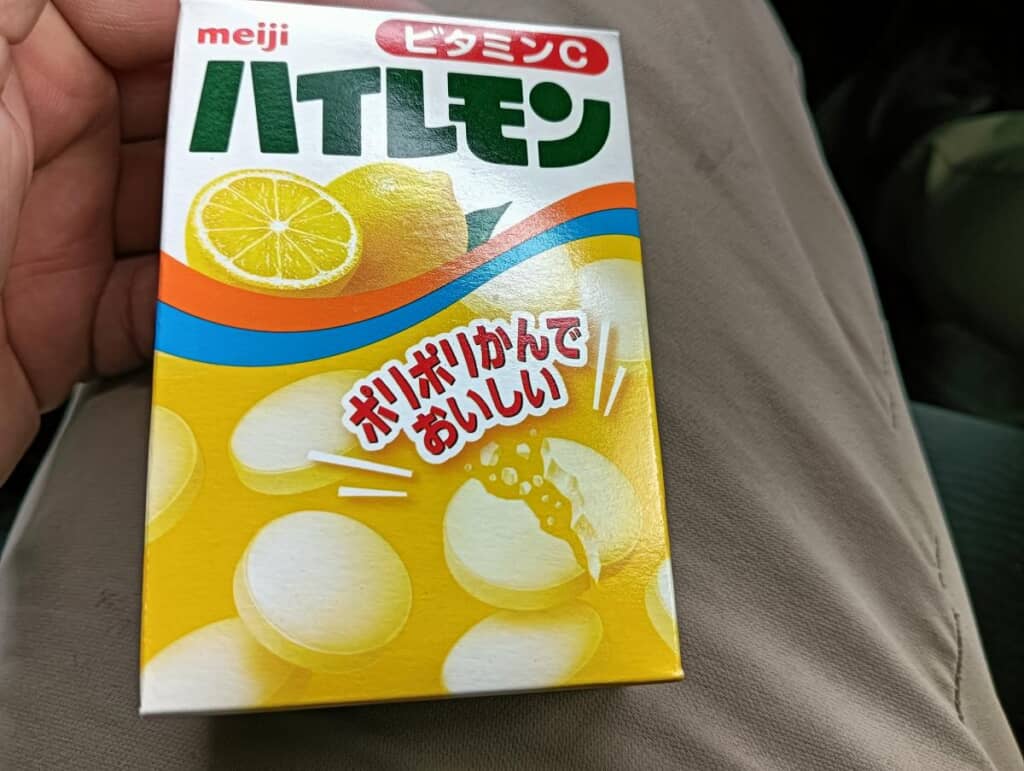 meiji
ビタミンC
ハイレモン
ポリポリかんで
おいしい